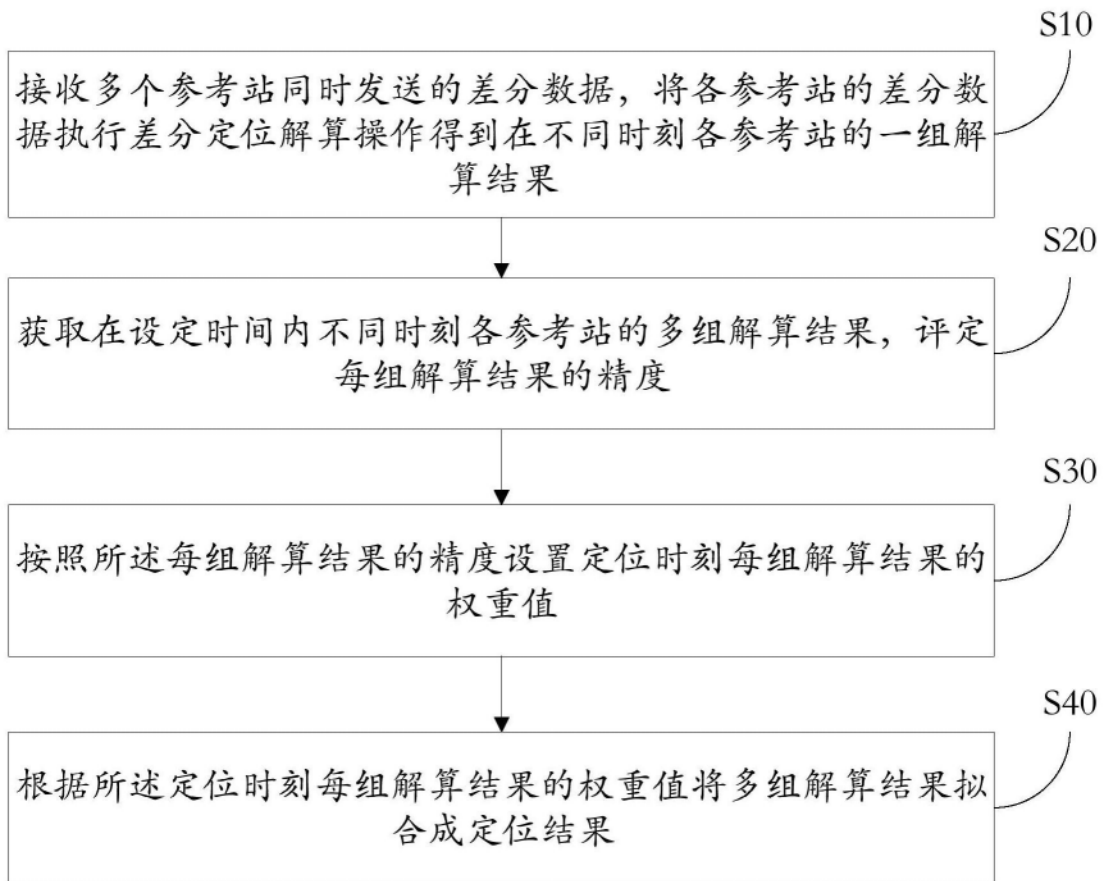 S10
接收多个参考站同时发送的差分数据，将各参考站的差分数
据执行差分定位解算操作得到在不同时刻各参考站的一组解
算结果
S20
获取在设定时间内不同时刻各参考站的多组解算结果，评定
每组解算结果的精度
S30
按照所述每组解算结果的精度设置定位时刻每组解算结果的
权重值
S40
根据所述定位时刻每组解算结果的权重值将多组解算结果拟
合成定位结果